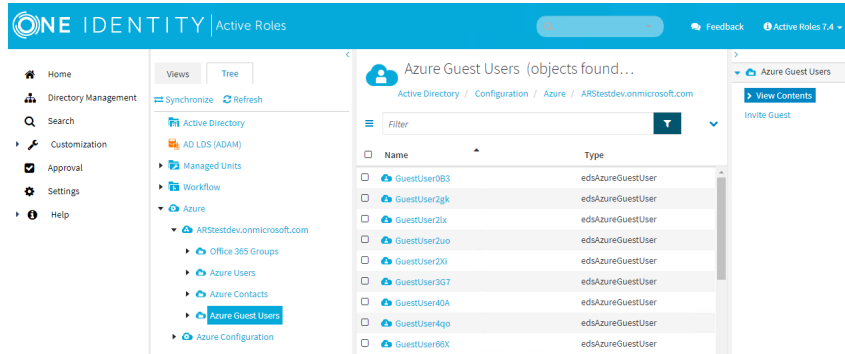 ONE IDENTITY Active Roles
Feedback
Active Roles 7.4
Home
Directory Management
Search
Customization
Approval
Settings
Help
Views
Tree
Synchronize
Refresh
Active Directory
AD LDS (ADAM)
Managed Units
Workflow
Azure
ARStestdev.onmicrosoft.com
Office 365 Groups
Azure Users
Azure Contacts
Azure Guest Users
Azure Configuration
Azure Guest Users (objects found...
Active Directory / Configuration / Azure / ARStestdev.onmicrosoft.com
Filter
Name Type
GuestUser0B3 edsAzureGuestUser
GuestUser2gk edsAzureGuestUser
GuestUser2lx edsAzureGuestUser
GuestUser2uo edsAzureGuestUser
GuestUser2Xi edsAzureGuestUser
GuestUser3G7 edsAzureGuestUser
GuestUser40A edsAzureGuestUser
GuestUser4qo edsAzureGuestUser
GuestUser66X edsAzureGuestUser
Azure Guest Users
View Contents
Invite Guest